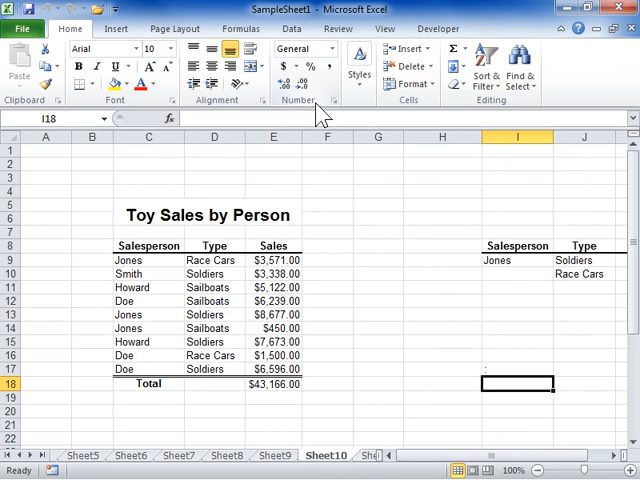 SampleSheet1 - Microsoft Excel
File Home Insert Page Layout Formulas Data Review View Developer
Paste
Arial 10
B I U
General
$ % ,
Styles
Insert
Delete
Format
Σ
Sort &
Filter
Find &
Select
Clipboard Font Alignment Number Cells Editing
I18 fx
A B C D E F G H I J
1
2
3
4
5
6 Toy Sales by Person
7
8 Salesperson Type Sales Salesperson Type
9 Jones Race Cars $3,571.00 Jones Soldiers
10 Smith Soldiers $3,338.00 Race Cars
11 Howard Sailboats $5,122.00
12 Doe Sailboats $6,239.00
13 Jones Soldiers $8,677.00
14 Jones Sailboats $450.00
15 Howard Soldiers $7,673.00
16 Doe Race Cars $1,500.00
17 Doe Soldiers $6,596.00 :
18 Total $43,166.00
19
20
21
22
Sheet5 Sheet6 Sheet7 Sheet8 Sheet9 Sheet10 She
Ready 100%